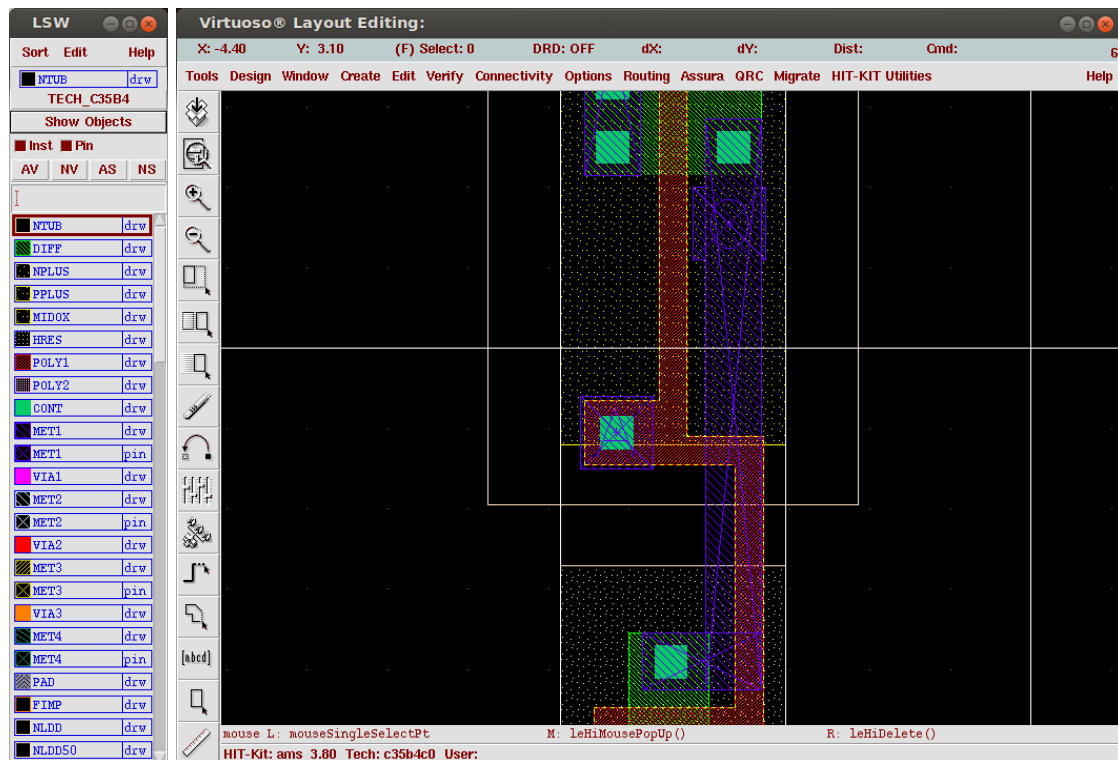 LSW
Sort Edit Help
NTUB drw
TECH_C35B4
Show Objects
Inst Pin
AV NV AS NS
NTUB drw
DIFF drw
NPLUS drw
PPLUS drw
MIDOX drw
HRES drw
POLY1 drw
POLY2 drw
CONT drw
MET1 drw
MET1 pin
VIA1 drw
MET2 drw
MET2 pin
VIA2 drw
MET3 drw
MET3 pin
VIA3 drw
MET4 drw
MET4 pin
PAD drw
FIMP drw
NLDD drw
NLDD50 drw
Virtuoso® Layout Editing:
X: -4.40 Y: 3.10 (F) Select: 0 DRD: OFF dX: dY: Dist: Cmd: 6
Tools Design Window Create Edit Verify Connectivity Options Routing Assura QRC Migrate HIT-KIT Utilities Help
[abcd]
mouse L: mouseSingleSelectPt M: leHiMousePopUp() R: leHiDelete()
HIT-Kit: ams 3.80 Tech: c35b4c0 User: